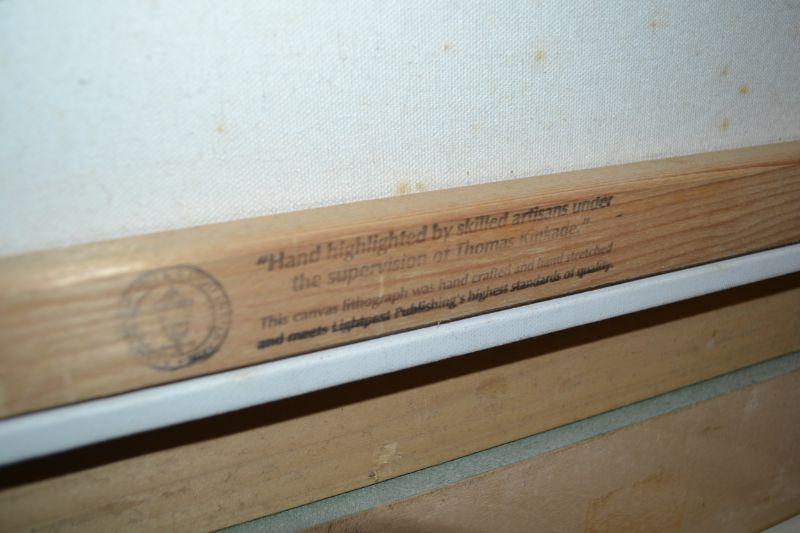 "Hand highlighted by skilled artisans under
the supervision of Thomas Kinkade."
This canvas lithograph was hand crafted and hand stretched
and meets Lightpost Publishing's highest standards of quality.